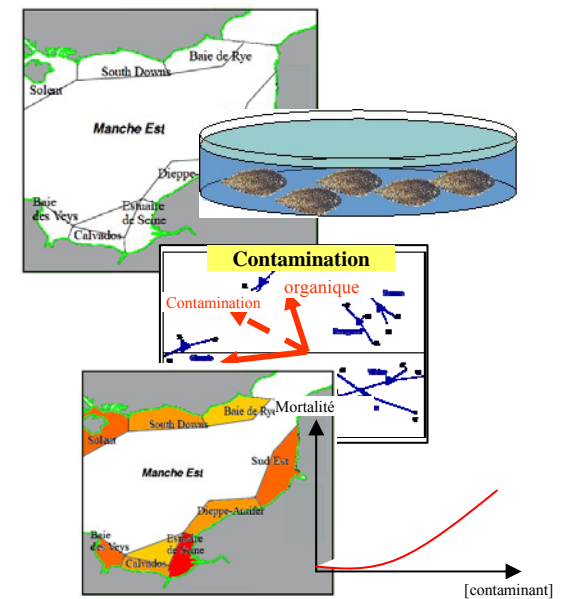 Baie de Rye
South Downs
Solent
Manche Est
Dieppe-
Baie
des Veys
Estuaire
de Seine
Calvados
Contamination
organique
Contamination
Baie de Rye
Mortalité
South Downs
Solent
Sud Est
Manche Est
Dieppe-Antifer
Baie
des Veys
Estuaire
de Seine
Calvados
[contaminant]